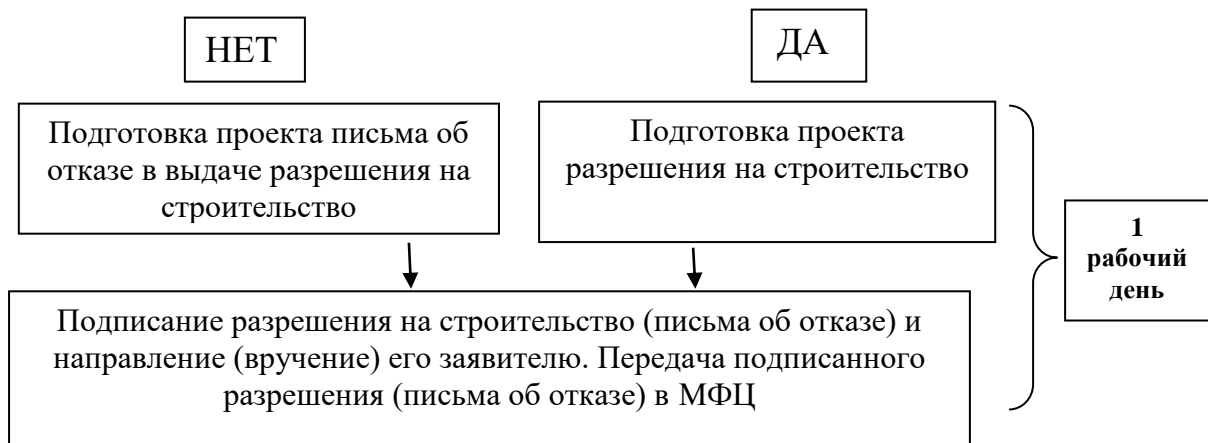 НЕТ
ДА
Подготовка проекта письма об
отказе в выдаче разрешения на
строительство
Подготовка проекта
разрешения на строительство
1
рабочий
день
Подписание разрешения на строительство (письма об отказе) и
направление (вручение) его заявителю. Передача подписанного
разрешения (письма об отказе) в МФЦ